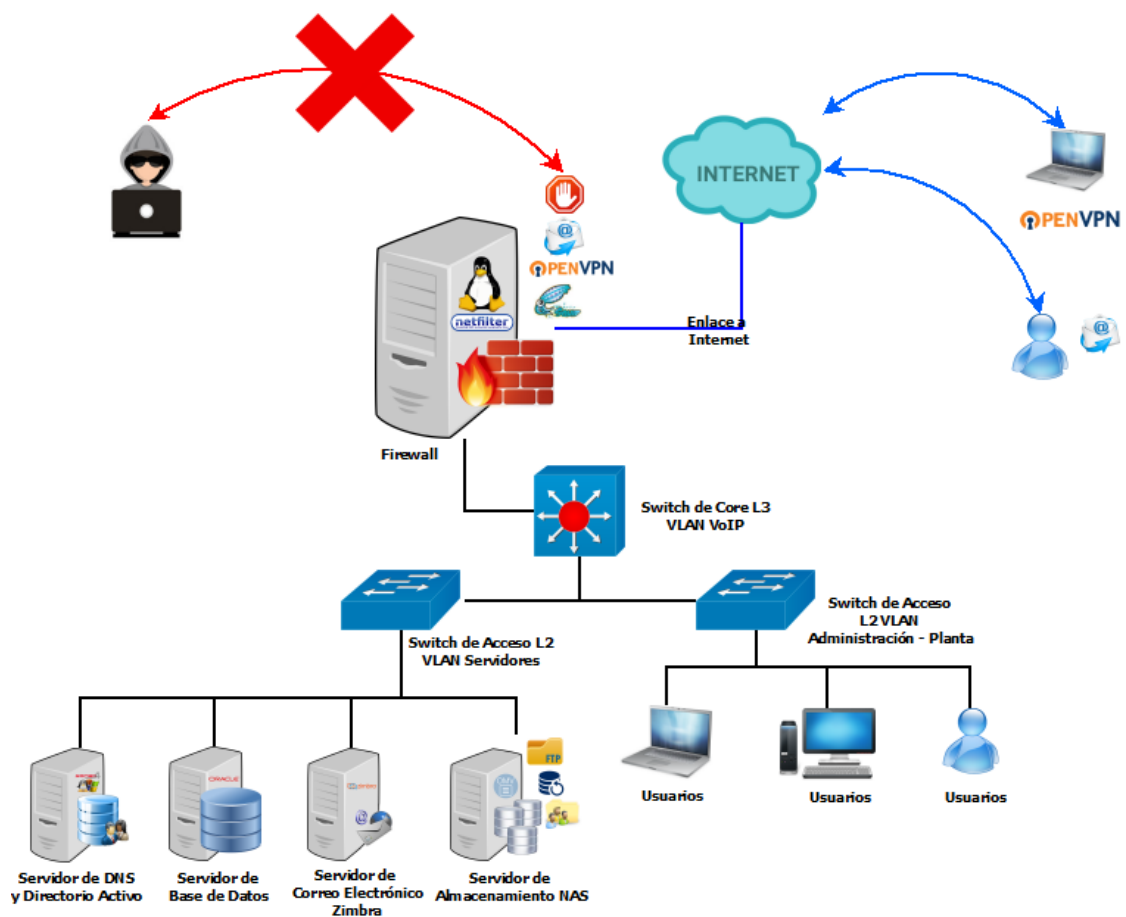 INTERNET
OPENVPN
OPENVPN
netfilter
Enlace a
Internet
Firewall
Switch de Core L3
VLAN VoIP
Switch de Acceso
L2 VLAN
Administración - Planta
Switch de Acceso L2
VLAN Servidores
FTP
ORACLE
Usuarios
Usuarios
Usuarios
Servidor de DNS
y Directorio Activo
Servidor de
Base de Datos
Servidor de
Correo Electrónico
Zimbra
Servidor de
Almacenamiento NAS